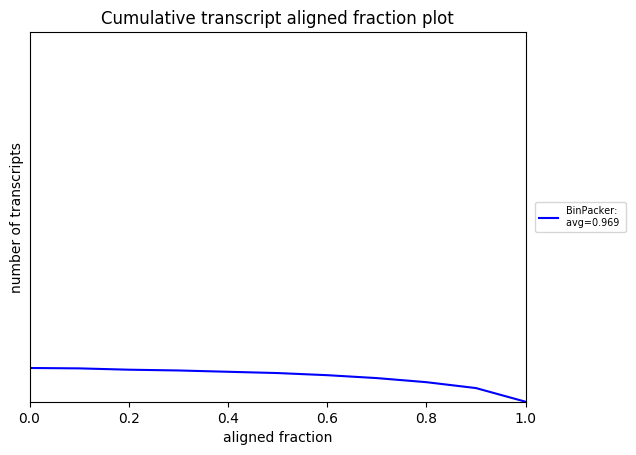 Cumulative transcript aligned fraction plot
number of transcripts
BinPacker:
avg=0.969
0.0 0.2 0.4 0.6 0.8 1.0
aligned fraction